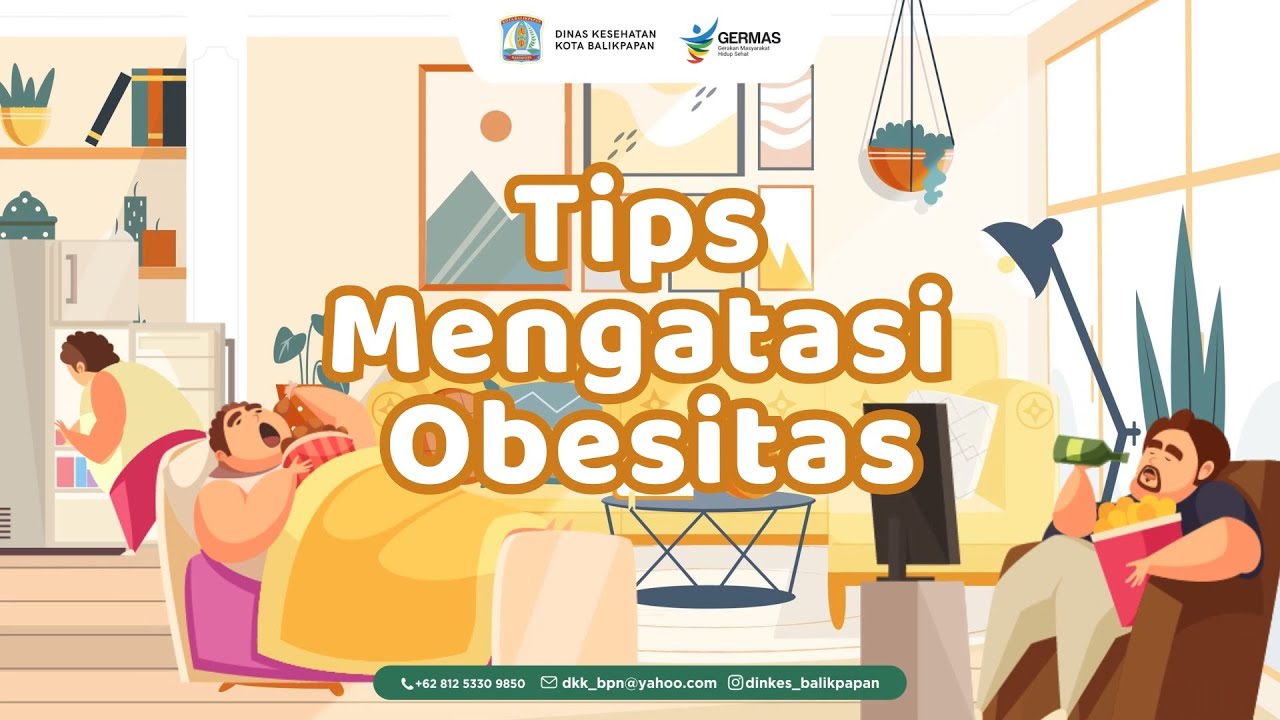 DINAS KESEHATAN
KOTA BALIKPAPAN
GERMAS
Gerakan Masyarakat
Hidup Sehat
Tips
Mengatasi
Obesitas
+62 812 5330 9850 dkk_bpn@yahoo.com dinkes_balikpapan